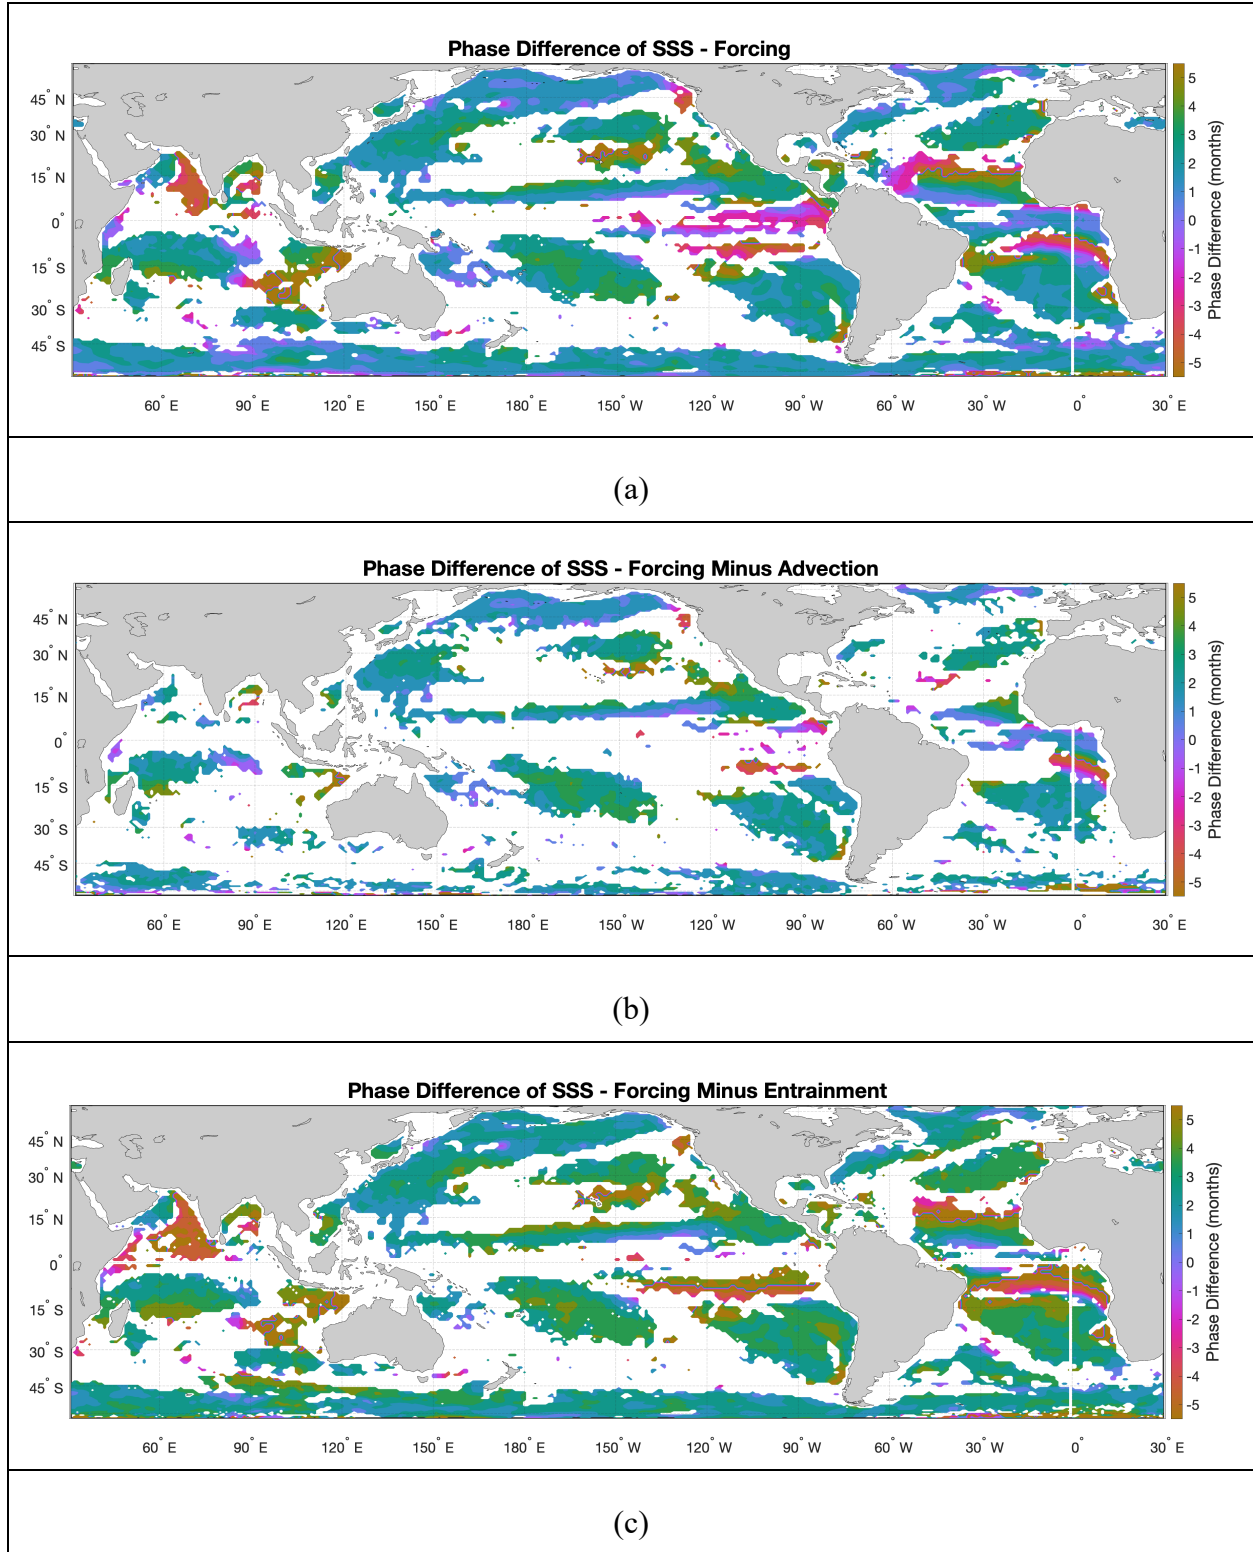 Phase Difference of SSS - Forcing
45° N
30° N
15° N
0°
15° S
30° S
45° S
60° E 90° E 120° E 150° E 180° E 150° W 120° W 90° W 60° W 30° W 0° 30° E
5
4
3
2
1
0
-1
-2
-3
-4
-5
Phase Difference (months)
(a)
Phase Difference of SSS - Forcing Minus Advection
45° N
30° N
15° N
0°
15° S
30° S
45° S
60° E 90° E 120° E 150° E 180° E 150° W 120° W 90° W 60° W 30° W 0° 30° E
5
4
3
2
1
0
-1
-2
-3
-4
-5
Phase Difference (months)
(b)
Phase Difference of SSS - Forcing Minus Entrainment
45° N
30° N
15° N
0°
15° S
30° S
45° S
60° E 90° E 120° E 150° E 180° E 150° W 120° W 90° W 60° W 30° W 0° 30° E
5
4
3
2
1
0
-1
-2
-3
-4
-5
Phase Difference (months)
(c)